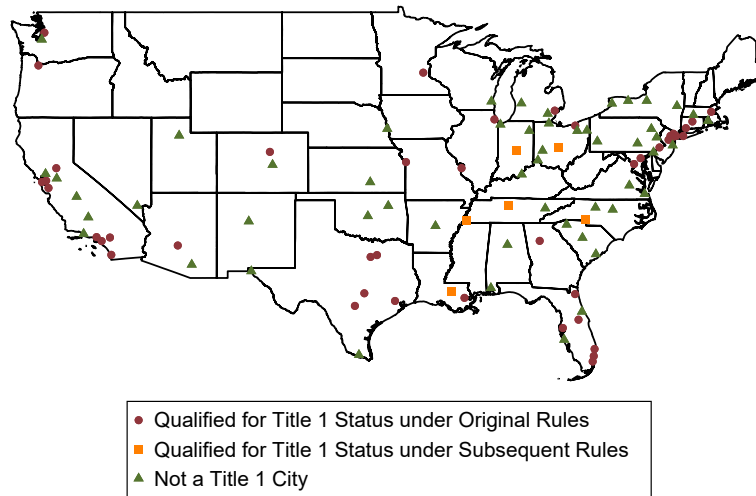 Qualified for Title 1 Status under Original Rules
Qualified for Title 1 Status under Subsequent Rules
Not a Title 1 City